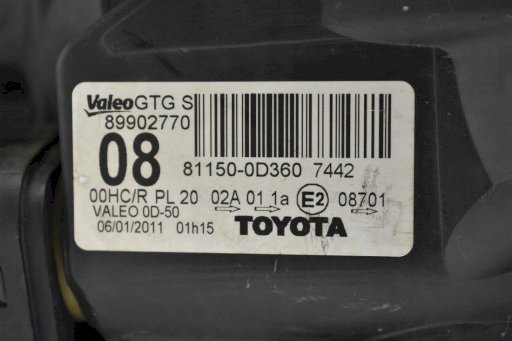 Valeo GTG S
89902770
08
81150-0D360 7442
00HC/R PL 20 02A 01 1a E2 08701
VALEO 0D-50
06/01/2011 01h15
TOYOTA